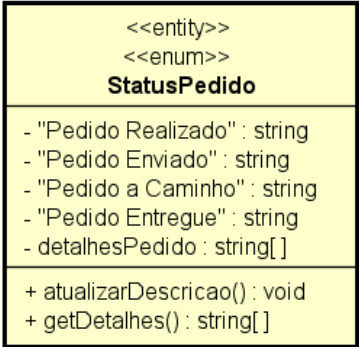 <<entity>>
<<enum>>
StatusPedido
- "Pedido Realizado" : string
- "Pedido Enviado" : string
- "Pedido a Caminho" : string
- "Pedido Entregue" : string
- detalhesPedido : string[ ]
+ atualizarDescricao() : void
+ getDetalhes() : string[ ]